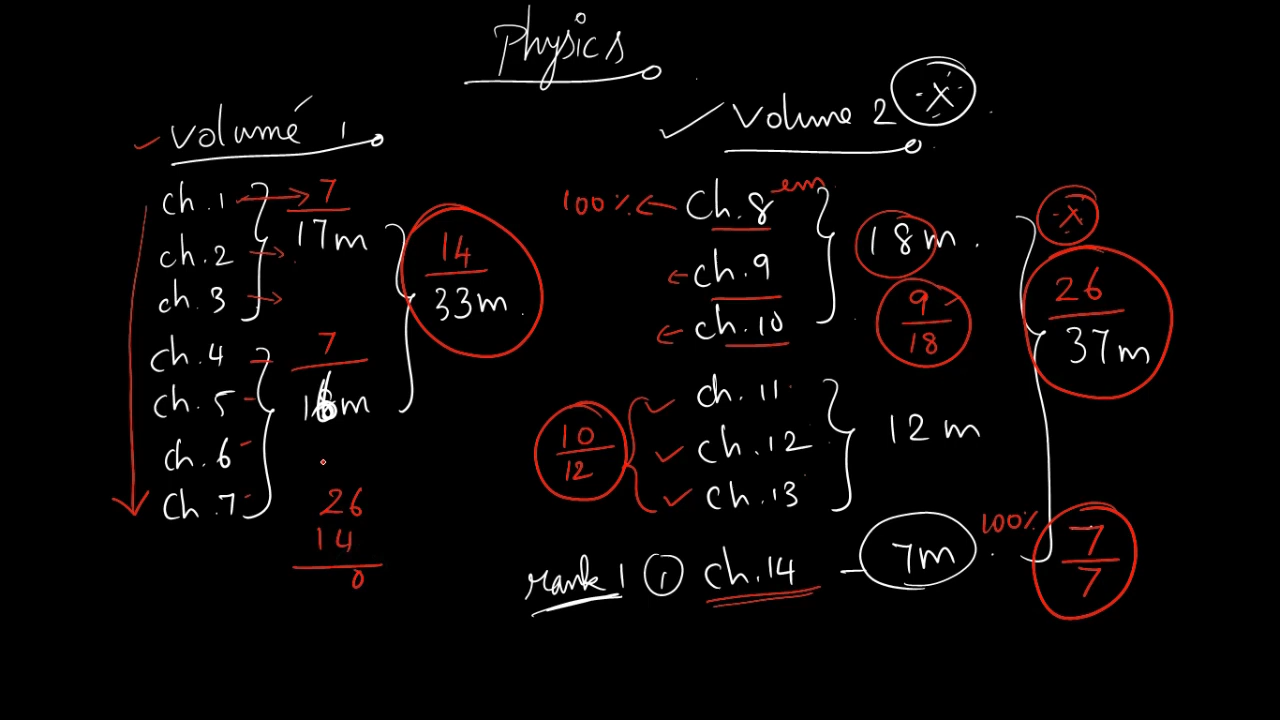 Physics
Volume 1
ch.1 → 7
17m
ch.2
ch.3
14
33m.
ch.4
7
ch.5
16m
ch.6
ch.7
26
14
0
Volume 2 x
100% ← ch.8 em
ch.9
ch.10
18m.
9
18
x
26
37m
ch.11
ch.12
ch.13
10
12
12m
rank 1 ① ch.14 - 7m.
100%
7
7